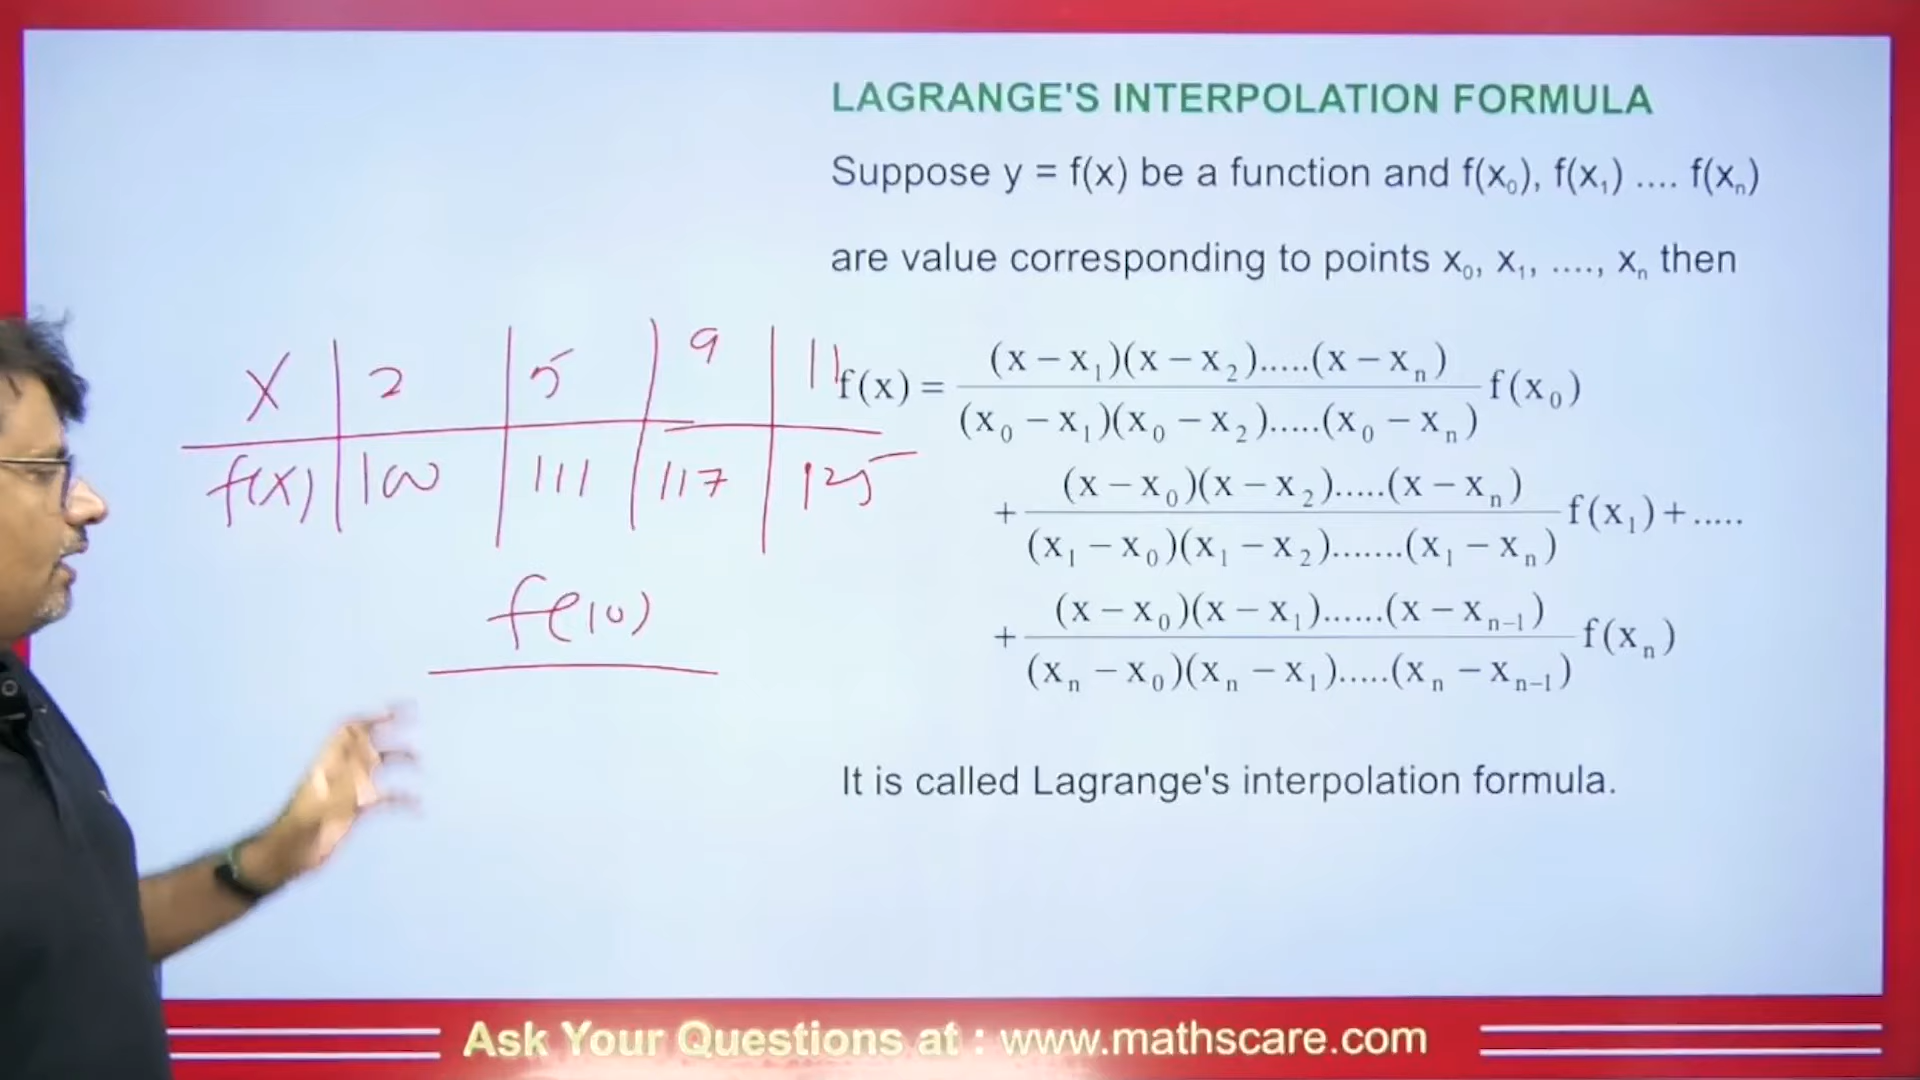 LAGRANGE'S INTERPOLATION FORMULA
Suppose y = f(x) be a function and f(x₀), f(x₁) .... f(xₙ)
are value corresponding to points x₀, x₁, ...., xₙ then
f(x) = (x − x₁)(x − x₂).....(x − xₙ) / (x₀ − x₁)(x₀ − x₂).....(x₀ − xₙ) f(x₀)
+ (x − x₀)(x − x₂).....(x − xₙ) / (x₁ − x₀)(x₁ − x₂).......(x₁ − xₙ) f(x₁) + .....
+ (x − x₀)(x − x₁)......(x − xₙ₋₁) / (xₙ − x₀)(xₙ − x₁).....(xₙ − xₙ₋₁) f(xₙ)
It is called Lagrange's interpolation formula.
X | 2 | 5 | 9 | 11
f(x) | 100 | 111 | 117 | 125
f(10)
Ask Your Questions at : www.mathscare.com